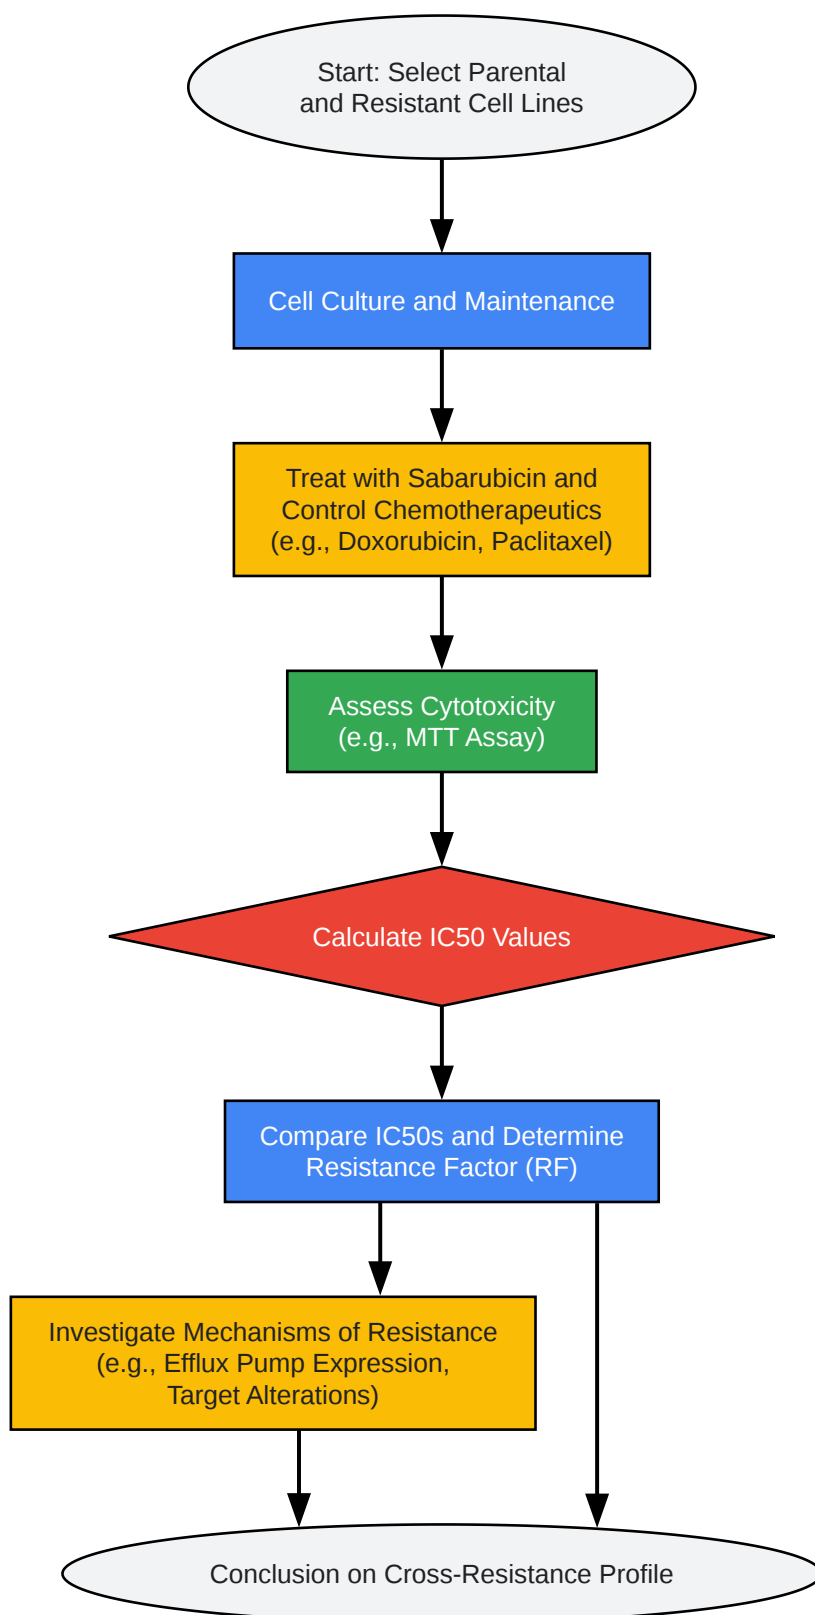 Start: Select Parental
and Resistant Cell Lines
Cell Culture and Maintenance
Treat with Sabarubicin and
Control Chemotherapeutics
(e.g., Doxorubicin, Paclitaxel)
Assess Cytotoxicity
(e.g., MTT Assay)
Calculate IC50 Values
Compare IC50s and Determine
Resistance Factor (RF)
Investigate Mechanisms of Resistance
(e.g., Efflux Pump Expression,
Target Alterations)
Conclusion on Cross-Resistance Profile